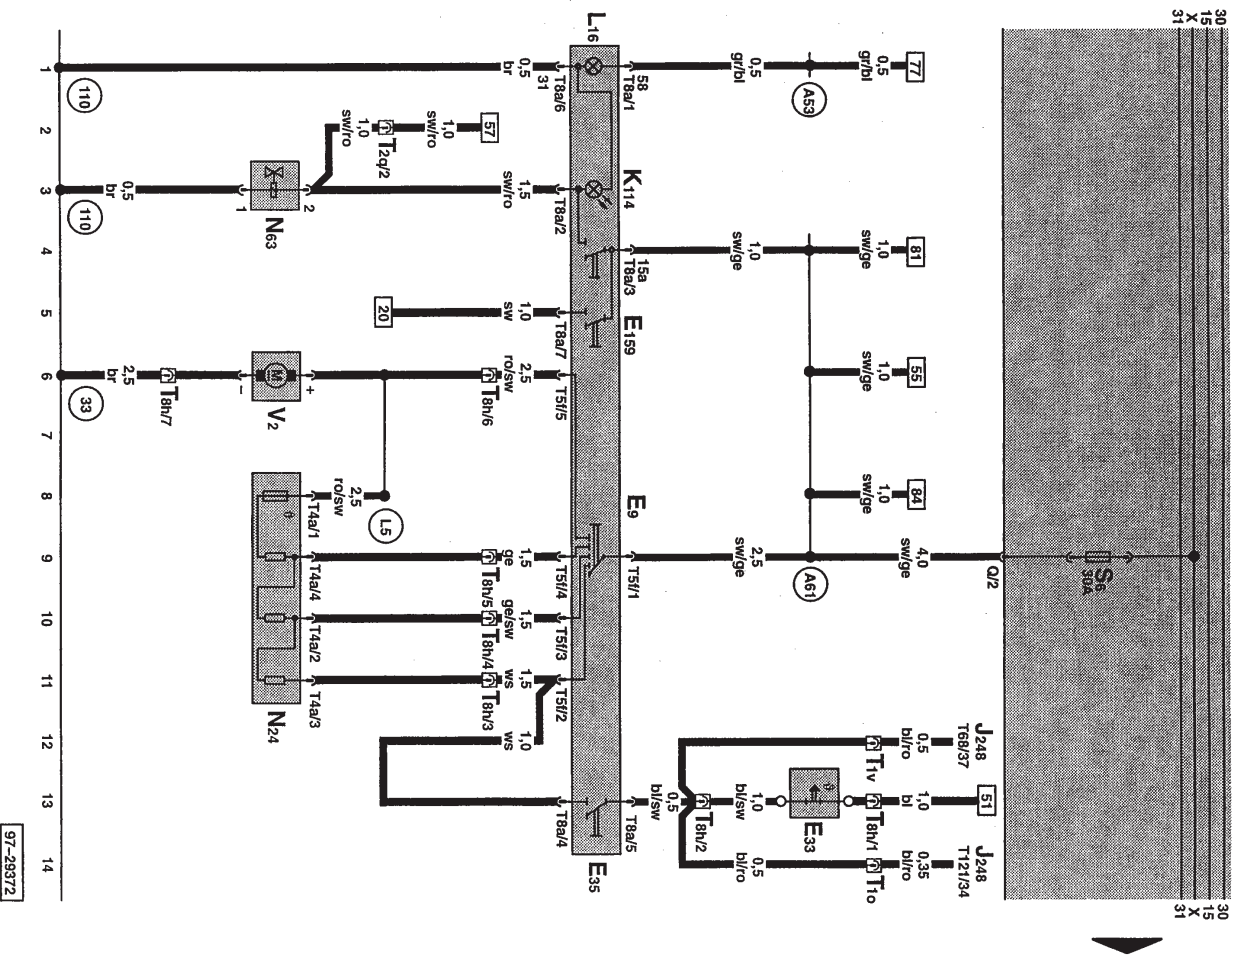 30
15
X
31
30
15
X
31
S6
30A
Q/2
J248
T68/37
51
J248
T121/34
77
81
55
84
0,5
gr/bl
1,0
sw/ge
1,0
sw/ge
1,0
sw/ge
4,0
sw/ge
0,5
bl/ro
1,0
bl
0,35
bl/ro
T1v
T8h/1
T1o
A53
A61
E33
0,5
gr/bl
1,0
sw/ge
2,5
sw/ge
1,0
bl/sw
0,5
bl/ro
T8h/2
0,5
bl/sw
58
T8a/1
15a
T8a/3
T5f/1
T8a/5
L16
K114
E159
E9
E35
T8a/6
31
T8a/2
T8a/7
T5f/5
T5f/4
T5f/3
T5f/2
T8a/4
0,5
br
1,5
sw/ro
1,0
sw
2,5
ro/sw
1,5
ge
1,5
ge/sw
1,5
ws
1,0
ws
57
T8h/6
T8h/5
T8h/4
T8h/3
1,0
sw/ro
T2q/2
1,0
sw/ro
20
L5
2,5
ro/sw
2
1
N63
+
M
−
V2
T4a/1
T4a/4
T4a/2
T4a/3
ϑ
ϑ
N24
0,5
br
2,5
br
T8h/7
110
110
33
1 2 3 4 5 6 7 8 9 10 11 12 13 14
97–29372